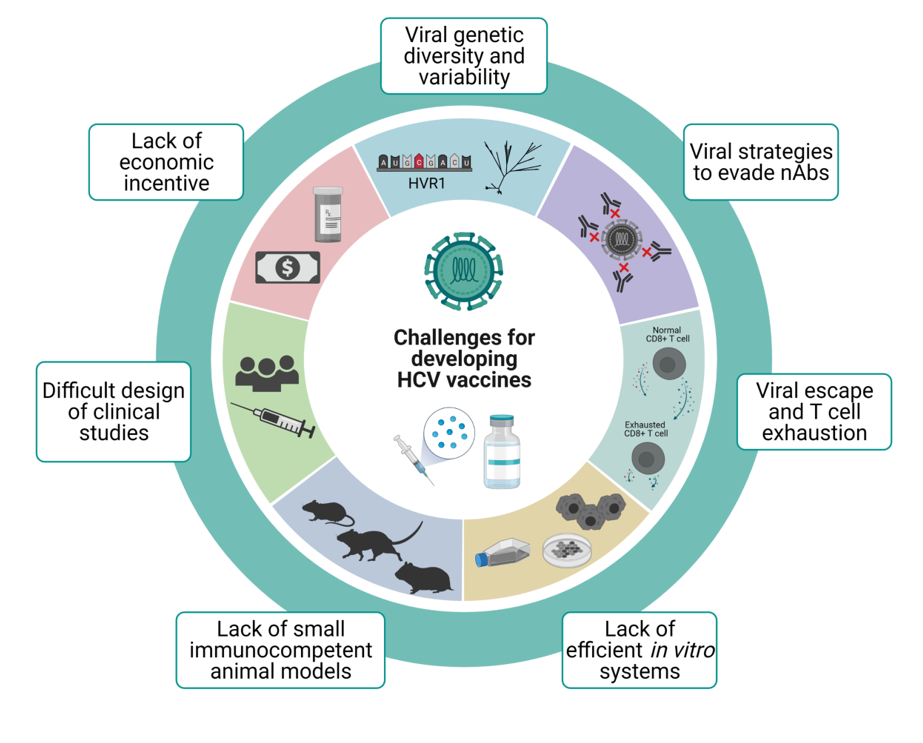 Viral genetic
diversity and
variability
Lack of
economic
incentive
Viral strategies
to evade nAbs
A U G C G A C U
HVR1
Challenges for
developing
HCV vaccines
Normal
CD8+ T cell
Exhausted
CD8+ T cell
Difficult design
of clinical
studies
Viral escape
and T cell
exhaustion
Lack of small
immunocompetent
animal models
Lack of
efficient in vitro
systems
$